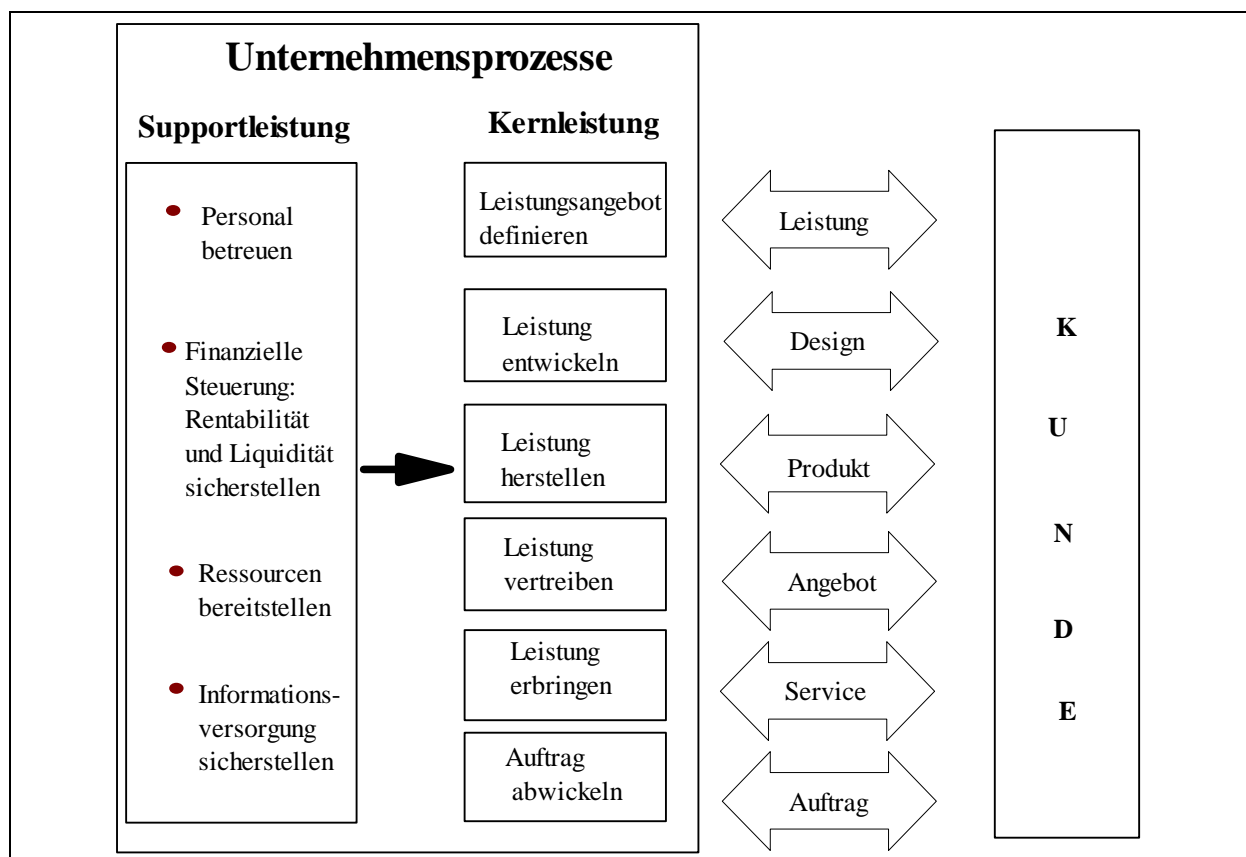 Unternehmensprozesse
Supportleistung
Personal
betreuen
Finanzielle
Steuerung:
Rentabilität
und Liquidität
sicherstellen
Ressourcen
bereitstellen
Informations-
versorgung
sicherstellen
Kernleistung
Leistungsangebot
definieren
Leistung
entwickeln
Leistung
herstellen
Leistung
vertreiben
Leistung
erbringen
Auftrag
abwickeln
Leistung
Design
Produkt
Angebot
Service
Auftrag
K
U
N
D
E